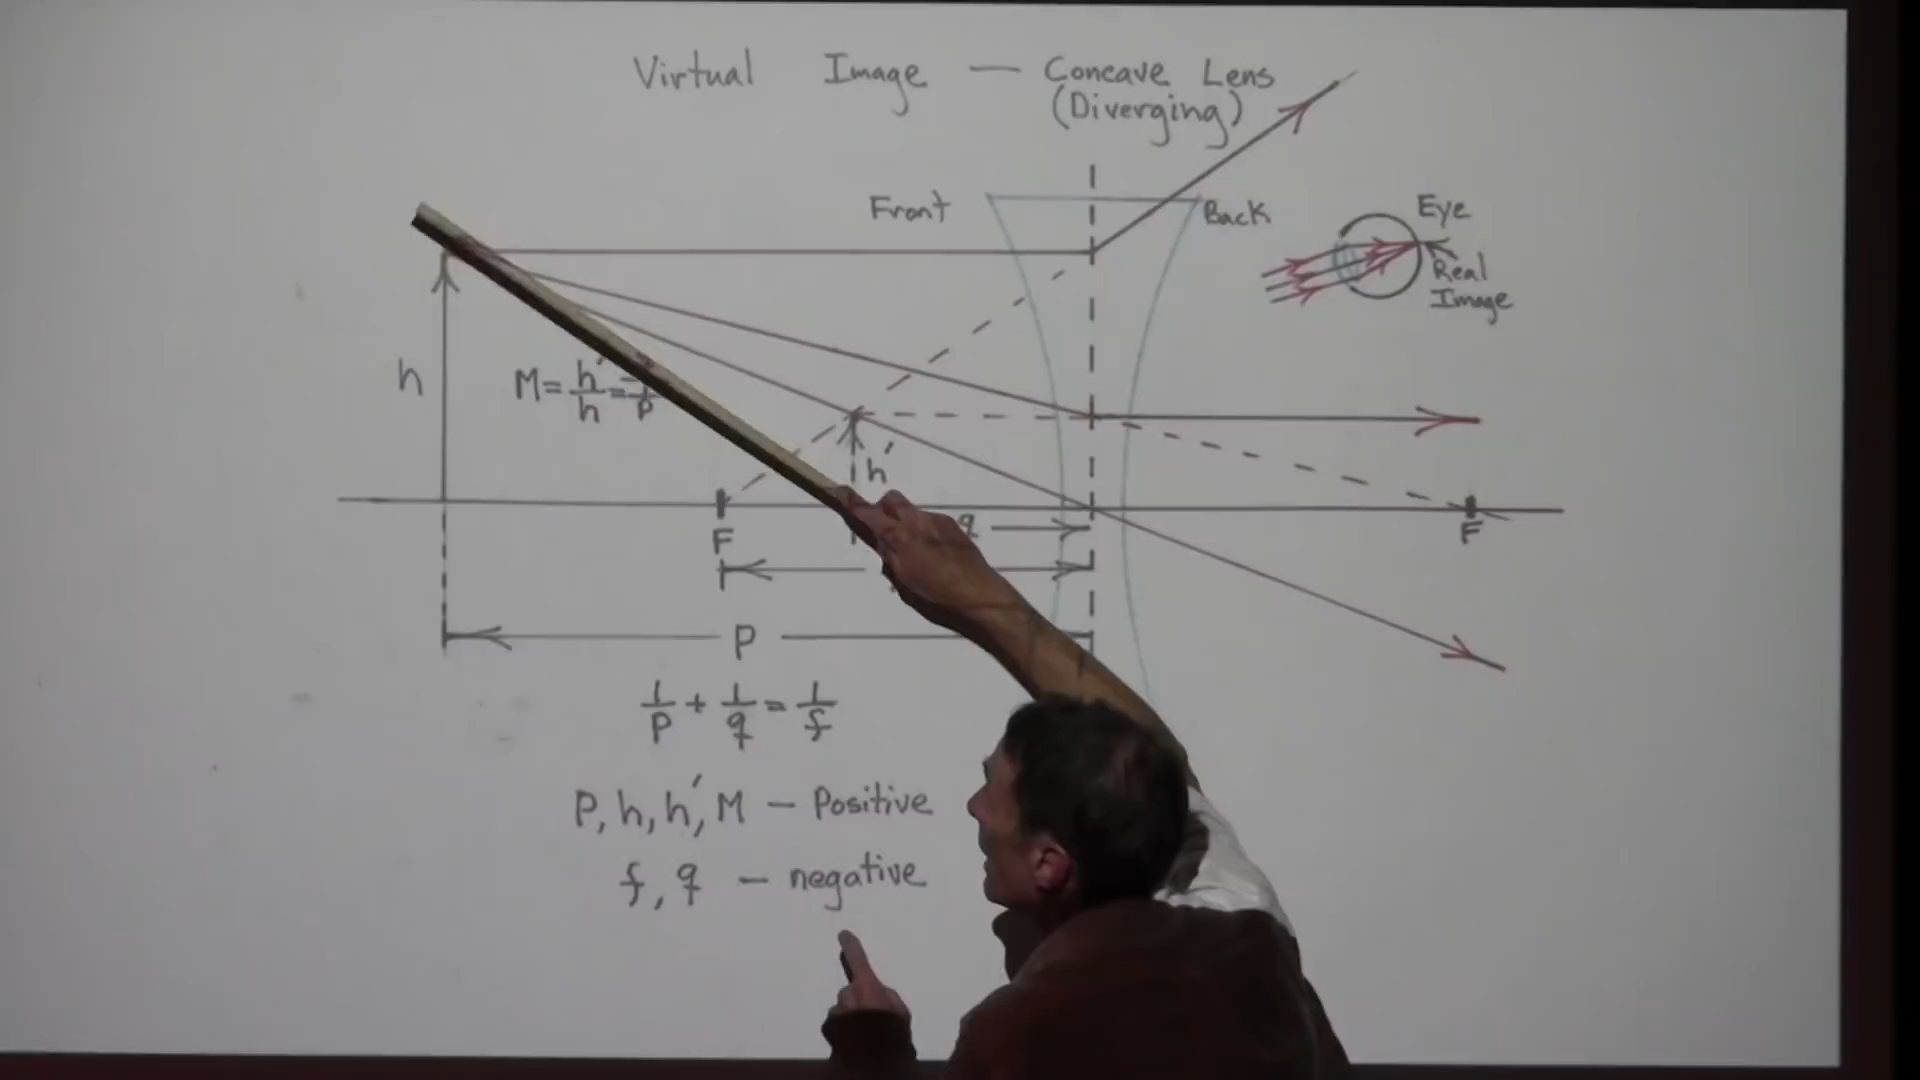 Virtual Image — Concave Lens
(Diverging)
Front
Back
Eye
Real
Image
h
M = h′/h = −
p
h′
F
q
F
P
1/P + 1/q = 1/f
P, h, h′, M — Positive
f, q — negative